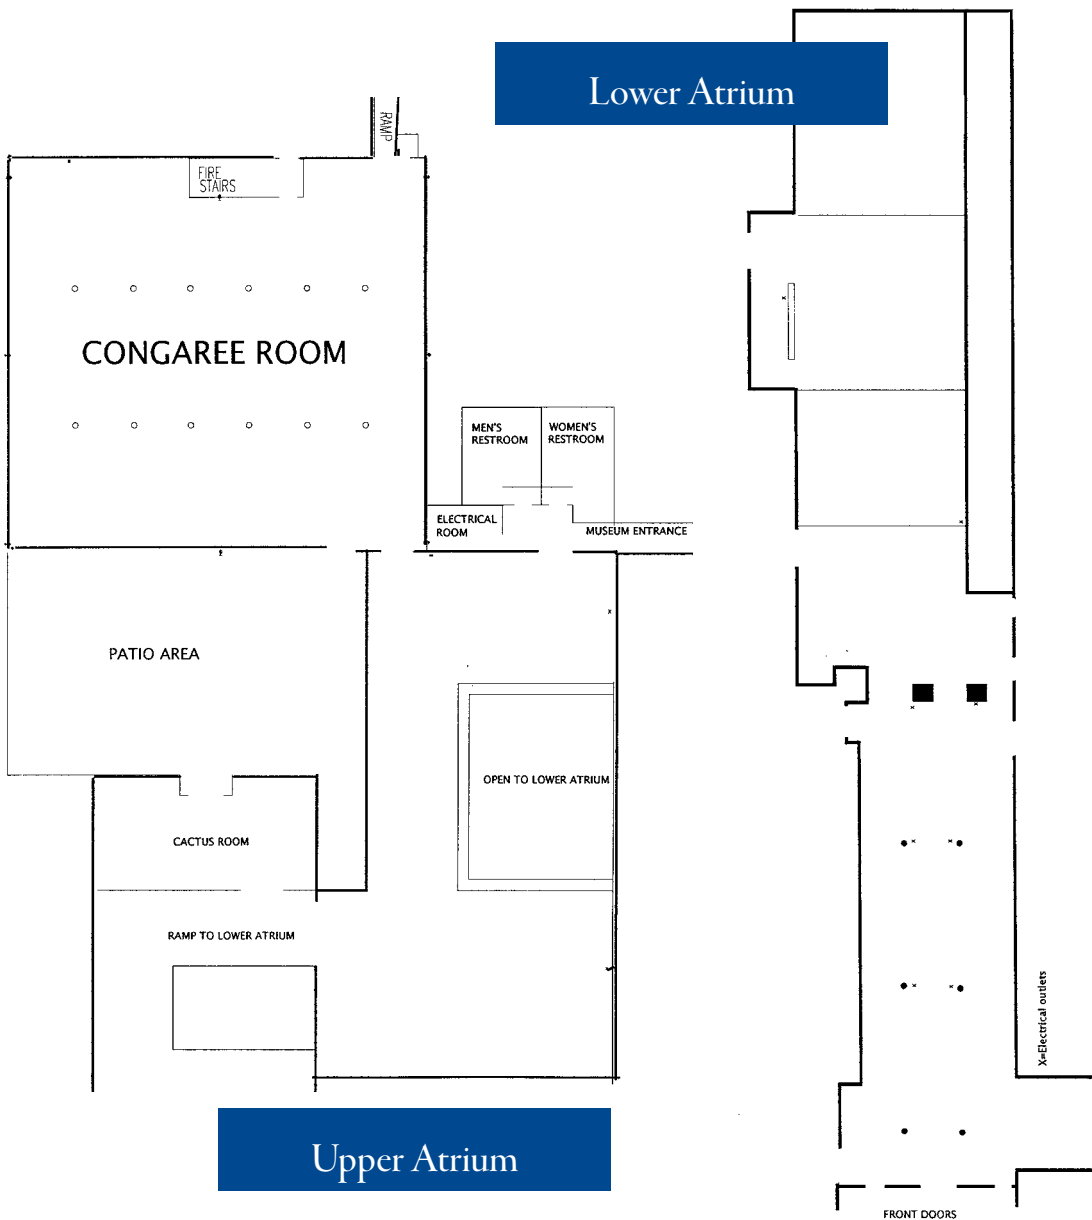 Lower Atrium
RAMP
FIRE
STAIRS
CONGAREE ROOM
MEN'S
RESTROOM
WOMEN'S
RESTROOM
ELECTRICAL
ROOM
MUSEUM ENTRANCE
PATIO AREA
OPEN TO LOWER ATRIUM
CACTUS ROOM
RAMP TO LOWER ATRIUM
X=Electrical outlets
Upper Atrium
FRONT DOORS